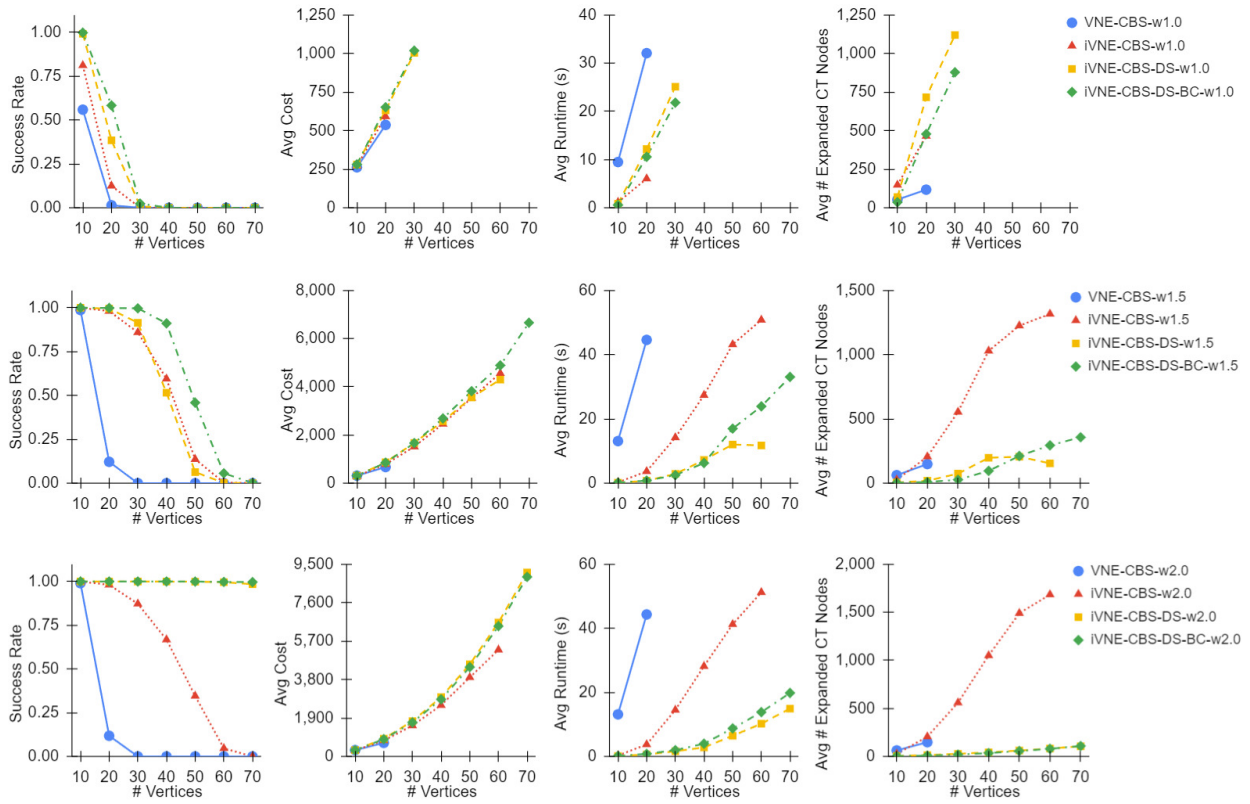 Success Rate
1.00
0.75
0.50
0.25
0.00
10 20 30 40 50 60 70
# Vertices
Avg Cost
1,250
1,000
750
500
250
0
10 20 30 40 50 60 70
# Vertices
Avg Runtime (s)
40
30
20
10
0
10 20 30 40 50 60 70
# Vertices
Avg # Expanded CT Nodes
1,250
1,000
750
500
250
0
10 20 30 40 50 60 70
# Vertices
VNE-CBS-w1.0
iVNE-CBS-w1.0
iVNE-CBS-DS-w1.0
iVNE-CBS-DS-BC-w1.0
Success Rate
1.00
0.75
0.50
0.25
0.00
10 20 30 40 50 60 70
# Vertices
Avg Cost
8,000
6,000
4,000
2,000
0
10 20 30 40 50 60 70
# Vertices
Avg Runtime (s)
60
40
20
0
10 20 30 40 50 60 70
# Vertices
Avg # Expanded CT Nodes
1,500
1,000
500
0
10 20 30 40 50 60 70
# Vertices
VNE-CBS-w1.5
iVNE-CBS-w1.5
iVNE-CBS-DS-w1.5
iVNE-CBS-DS-BC-w1.5
Success Rate
1.00
0.75
0.50
0.25
0.00
10 20 30 40 50 60 70
# Vertices
Avg Cost
9,500
7,600
5,700
3,800
1,900
0
10 20 30 40 50 60 70
# Vertices
Avg Runtime (s)
60
40
20
0
10 20 30 40 50 60 70
# Vertices
Avg # Expanded CT Nodes
2,000
1,500
1,000
500
0
10 20 30 40 50 60 70
# Vertices
VNE-CBS-w2.0
iVNE-CBS-w2.0
iVNE-CBS-DS-w2.0
iVNE-CBS-DS-BC-w2.0